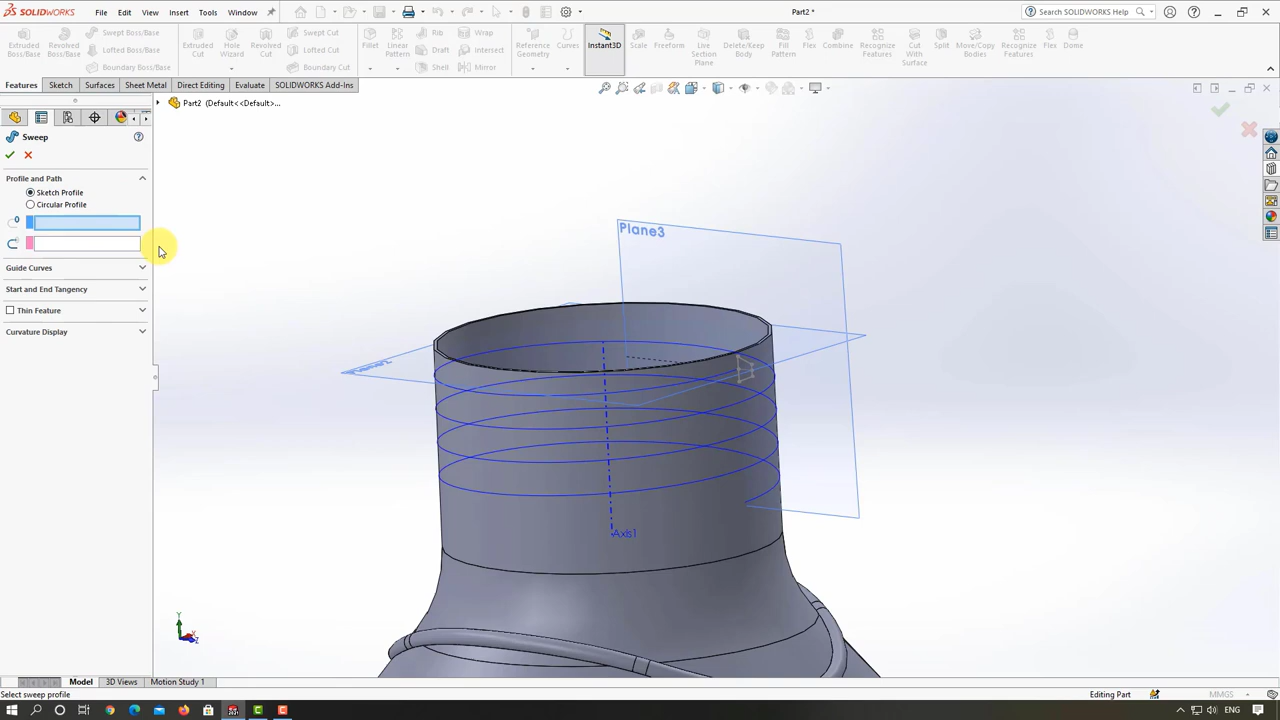 SOLIDWORKS File Edit View Insert Tools Window Part2 * Search SOLIDWORKS Help
Extruded Boss/Base Revolved Boss/Base Swept Boss/Base Lofted Boss/Base Boundary Boss/Base Extruded Cut Hole Wizard Revolved Cut Swept Cut Lofted Cut Boundary Cut Fillet Linear Pattern Rib Draft Shell Wrap Intersect Mirror Reference Geometry Curves Instant3D Scale Freeform Live Section Plane Delete/Keep Body Fill Pattern Flex Combine Recognize Features Cut With Surface Split Move/Copy Bodies Recognize Features Flex Dome
Features Sketch Surfaces Sheet Metal Direct Editing Evaluate SOLIDWORKS Add-Ins
Part2 (Default<<Default>...
Sweep
Profile and Path
Sketch Profile
Circular Profile
Guide Curves
Start and End Tangency
Thin Feature
Curvature Display
Plane3
Axis1
Y
Z
Model 3D Views Motion Study 1
Select sweep profile Editing Part MMGS
ENG